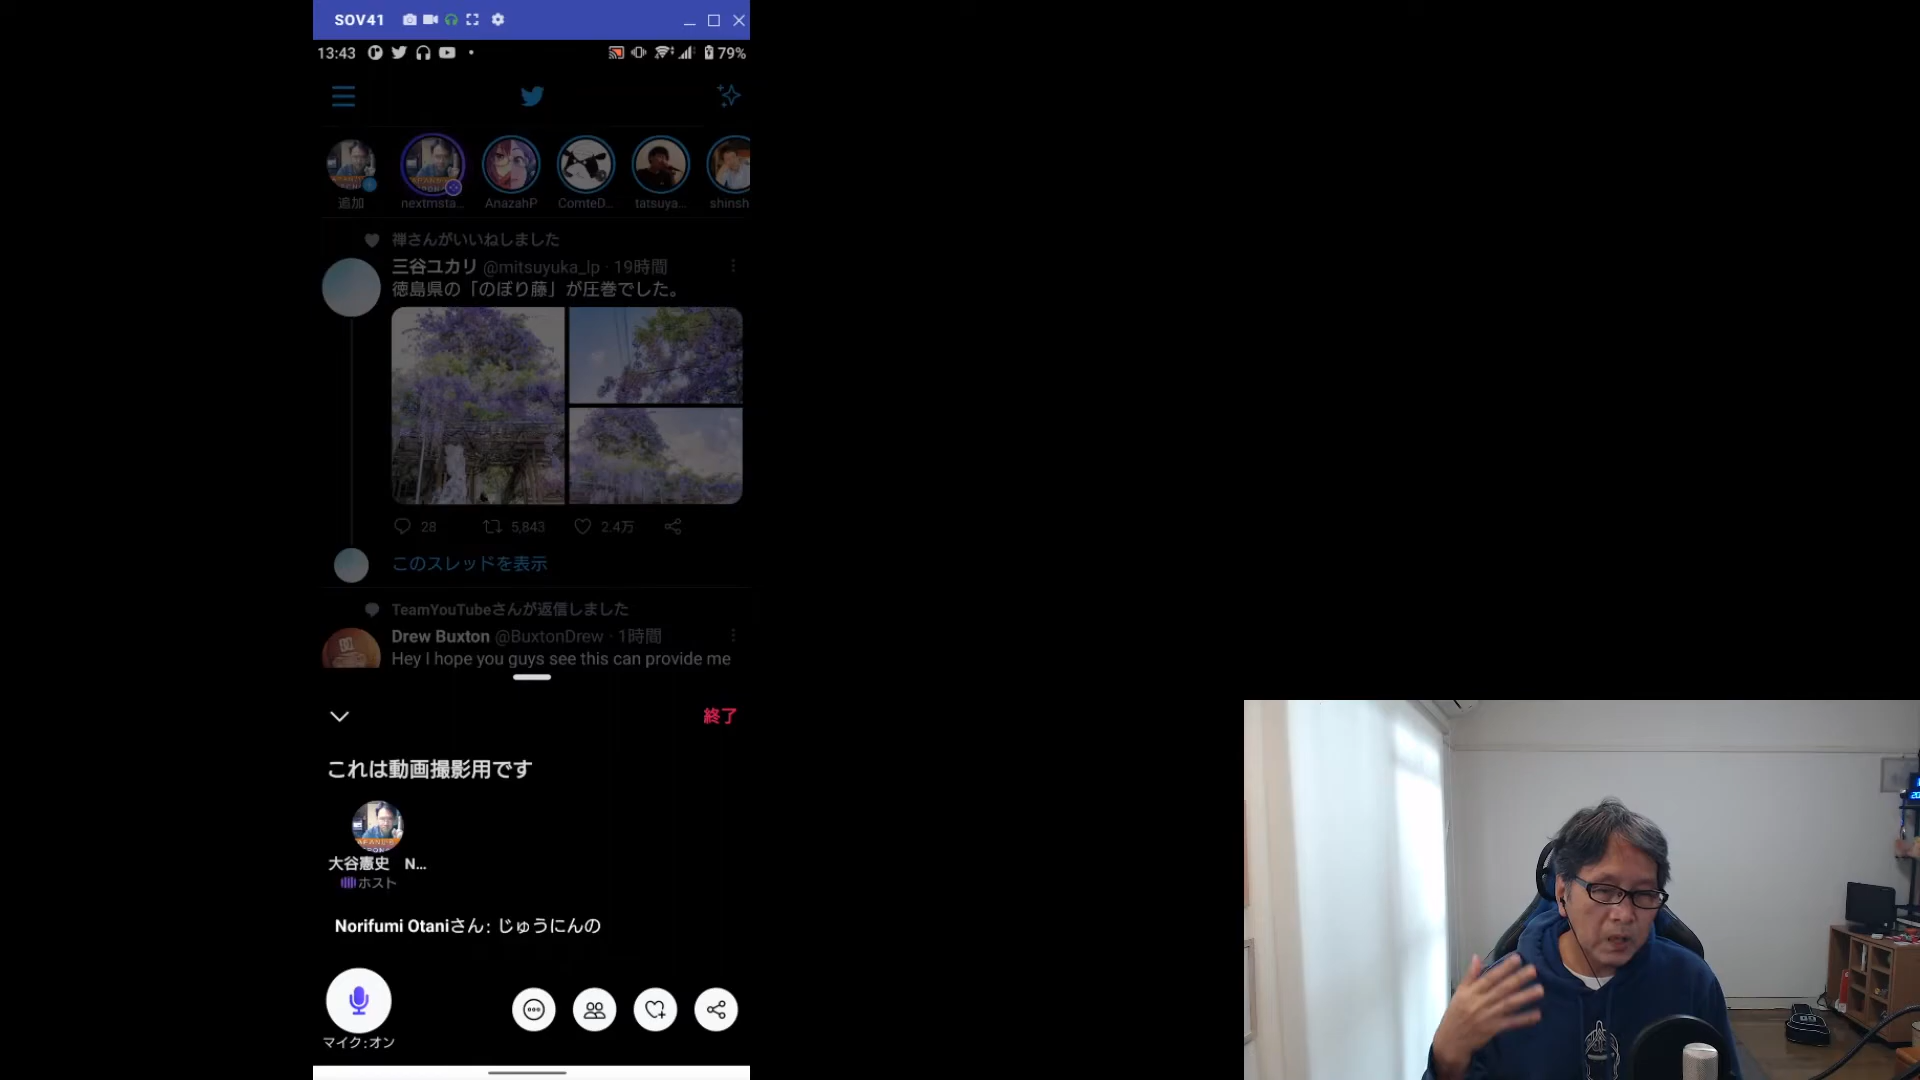 SOV41
13:43
79%
追加
nextmsta...
AnazahP
ComteD...
tatsuya...
shinsh
禅さんがいいねしました
三谷ユカリ @mitsuyuka_lp · 19時間
徳島県の「のぼり藤」が圧巻でした。
28 5,843 2.4万
このスレッドを表示
TeamYouTubeさんが返信しました
Drew Buxton @BuxtonDrew · 1時間
Hey I hope you guys see this can provide me
終了
これは動画撮影用です
大谷憲史 N...
ホスト
Norifumi Otaniさん: じゅうにんの
マイク:オン